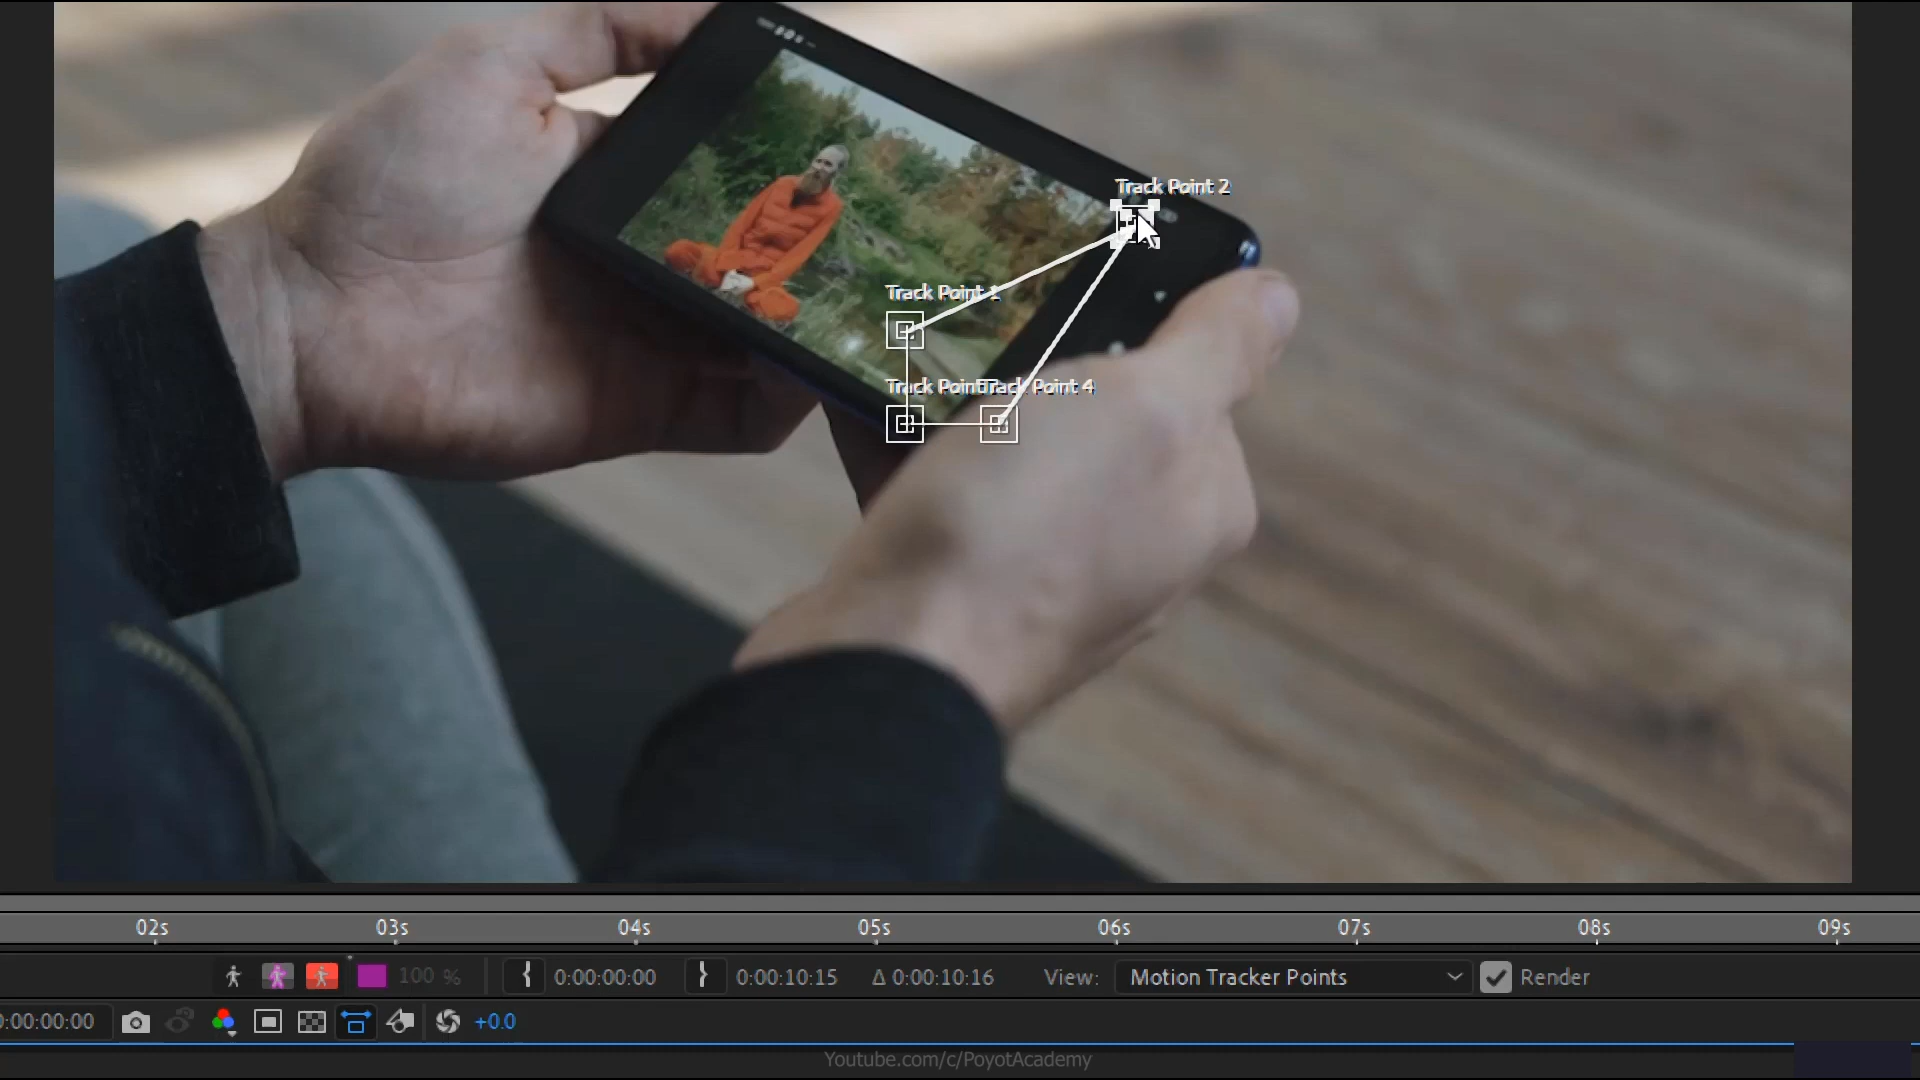 Track Point 2
Track Point 1
Track Point
Track Point 4
02s
03s
04s
05s
06s
07s
08s
09s
100 %
0:00:00:00
0:00:10:15
Δ 0:00:10:16
View:
Motion Tracker Points
Render
0:00:00:00
+0.0
Youtube.com/c/PoyotAcademy